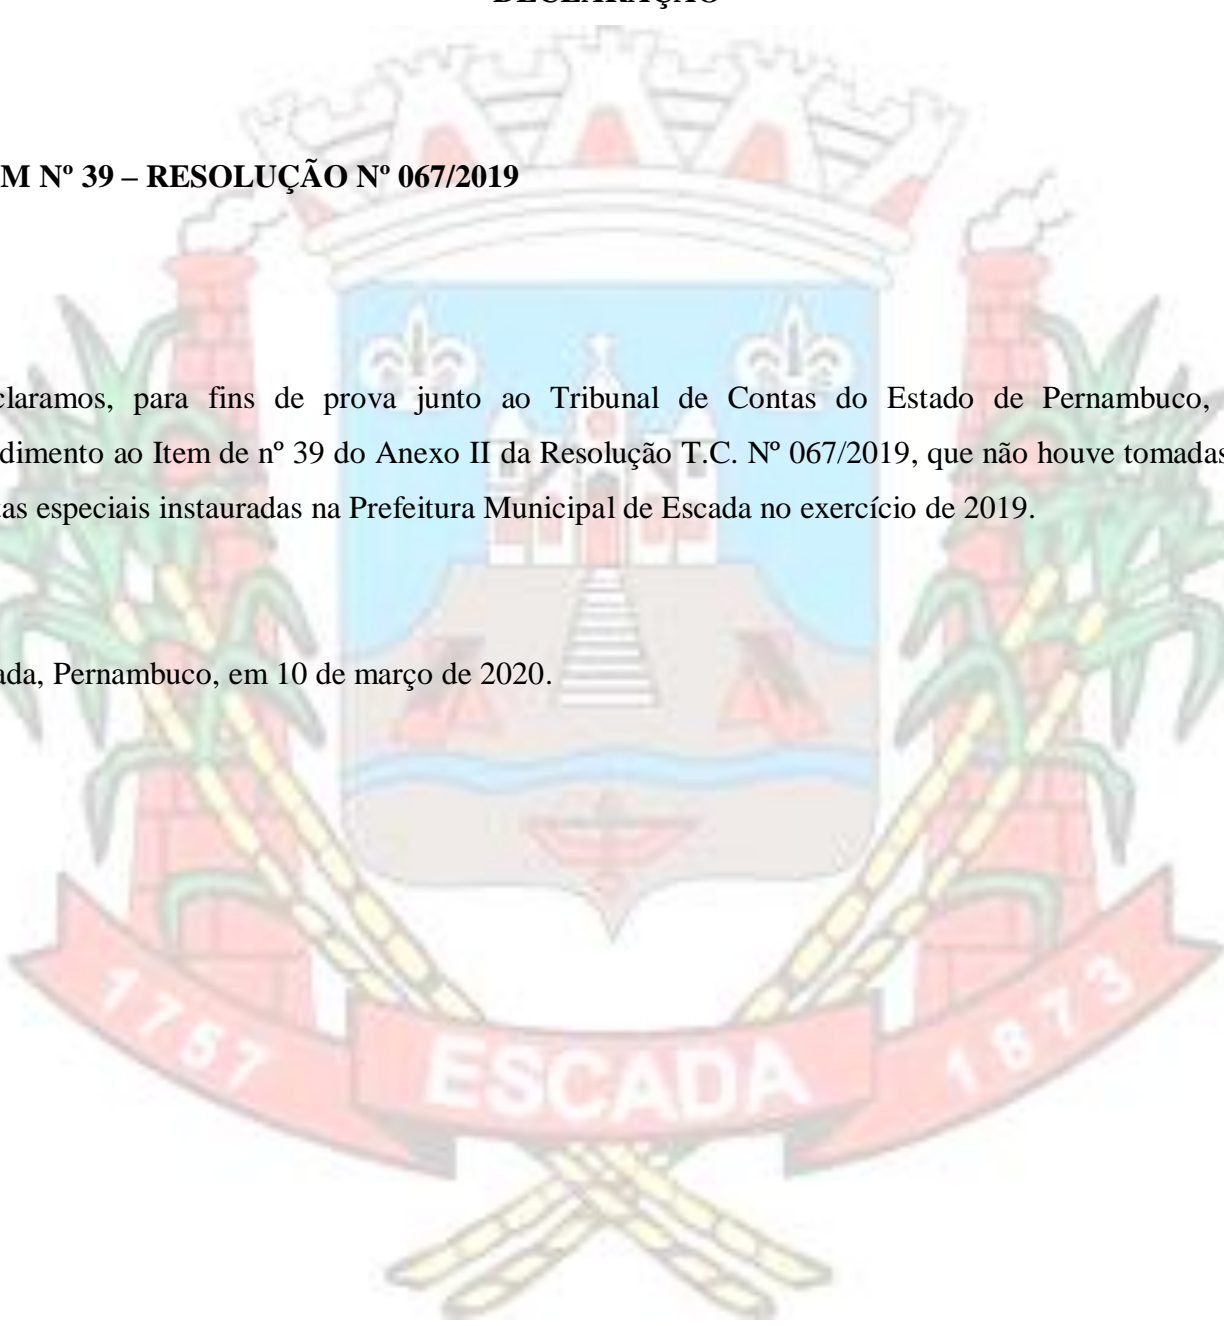 DECLARAÇÃO
M Nº 39 – RESOLUÇÃO Nº 067/2019
claramos, para fins de prova junto ao Tribunal de Contas do Estado de Pernambuco,
dimento ao Item de nº 39 do Anexo II da Resolução T.C. Nº 067/2019, que não houve tomadas
tas especiais instauradas na Prefeitura Municipal de Escada no exercício de 2019.
ada, Pernambuco, em 10 de março de 2020.
1757 ESCADA 1873